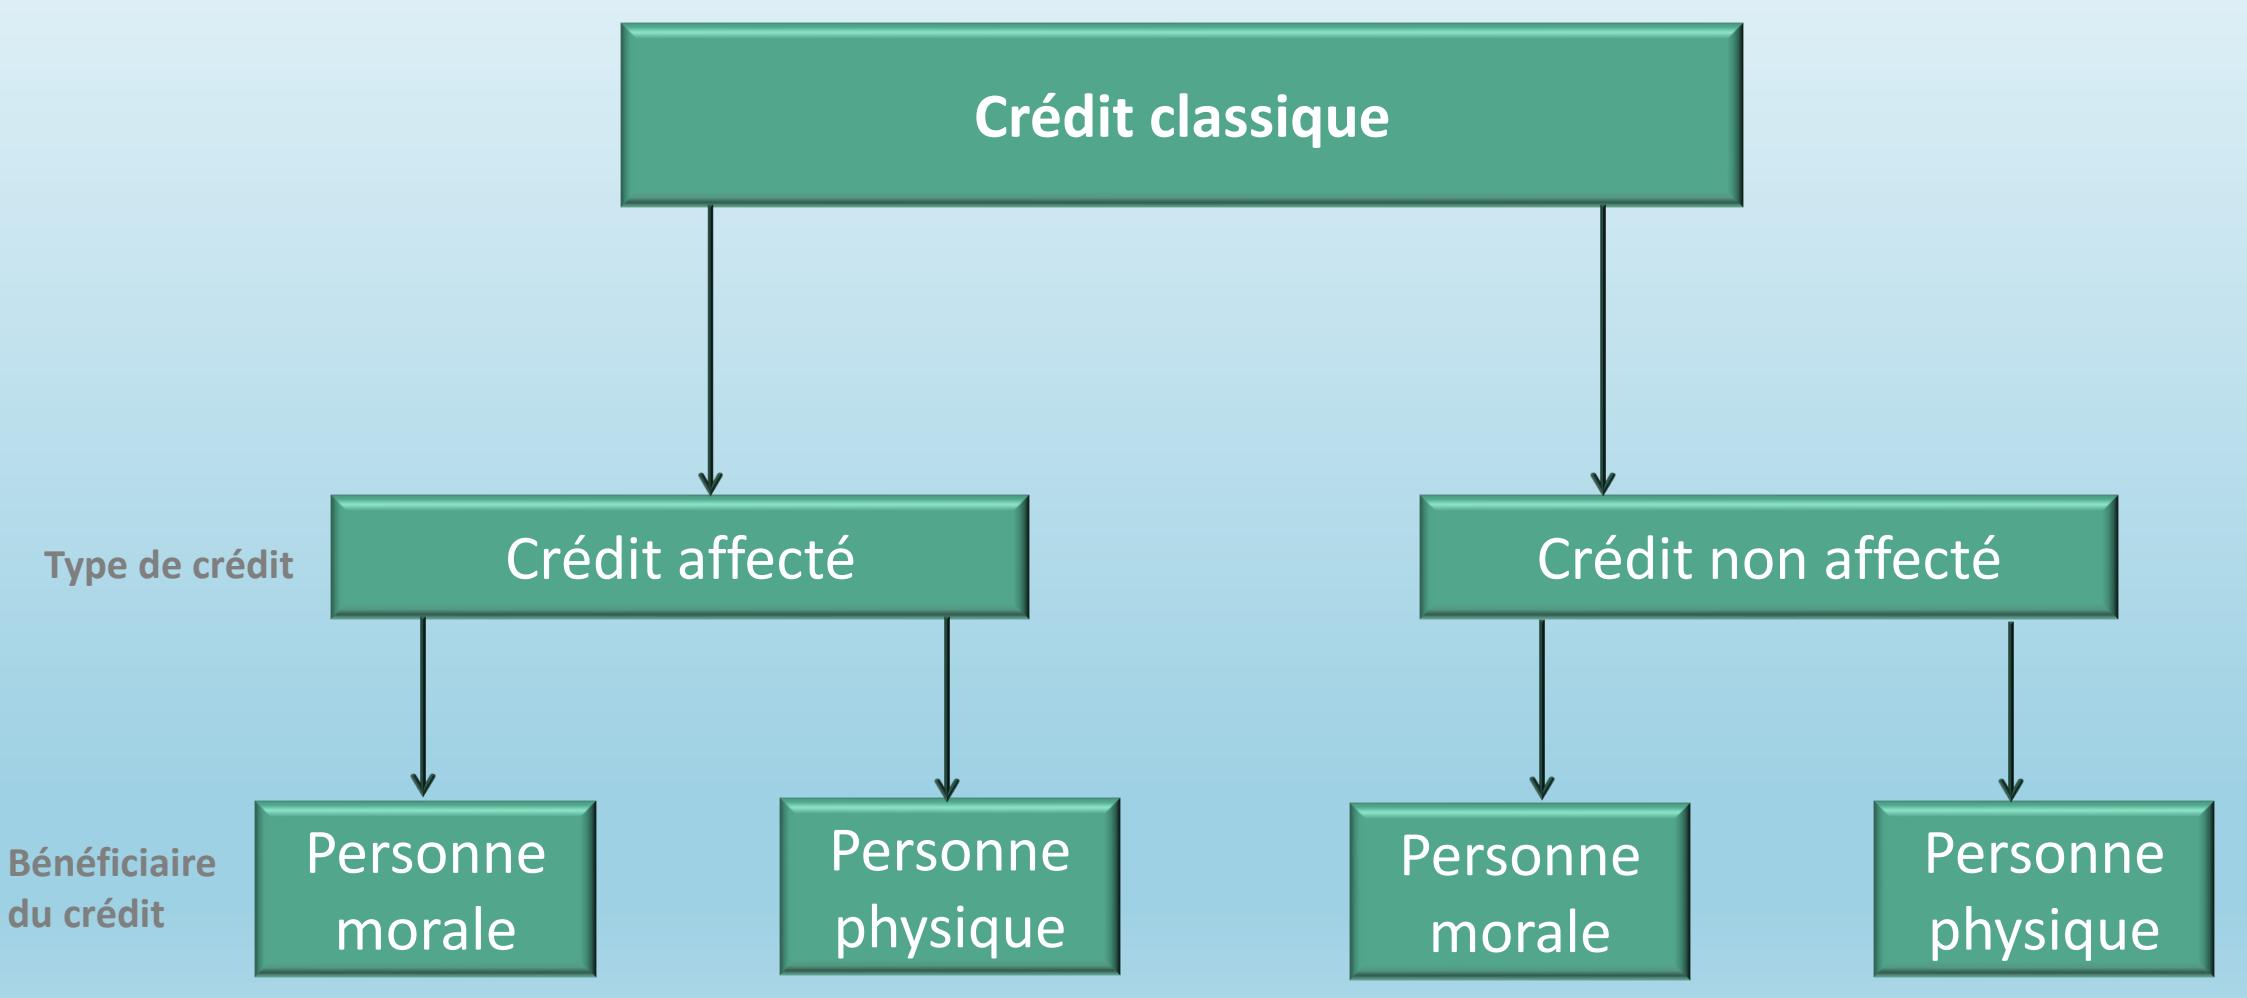 Crédit classique
Type de crédit
Crédit affecté
Crédit non affecté
Bénéficiaire
du crédit
Personne
morale
Personne
physique
Personne
morale
Personne
physique